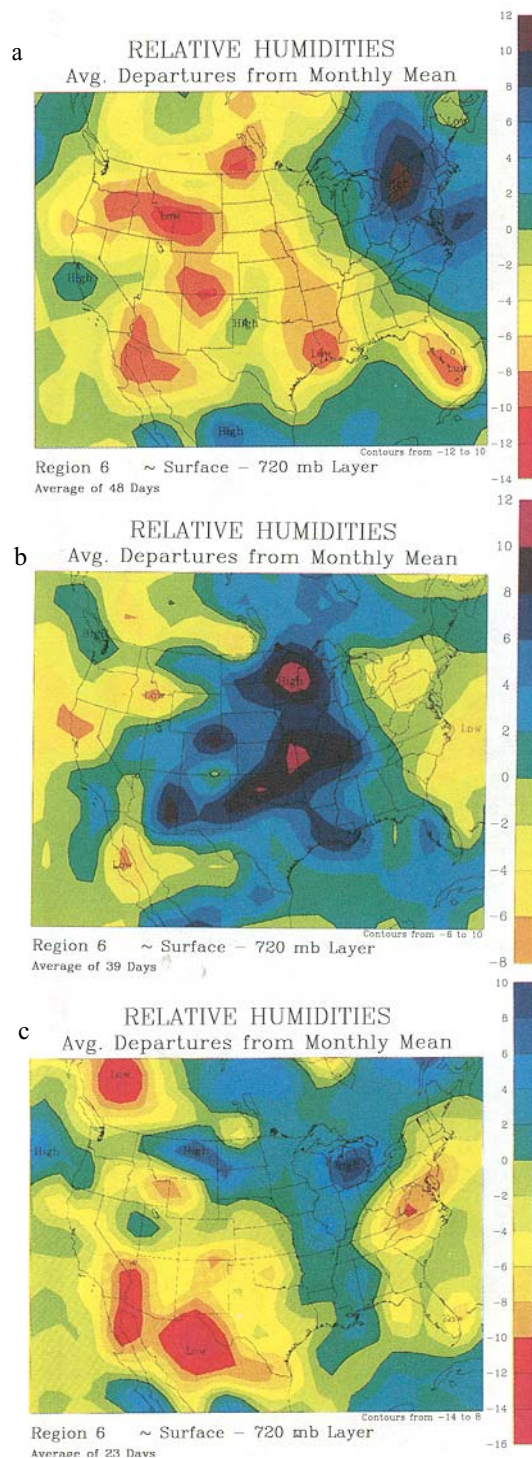 a
RELATIVE HUMIDITIES
Avg. Departures from Monthly Mean
12
10
8
6
4
2
0
-2
-4
-6
-8
-10
-12
-14
Low
High
Low
High
High
Low
Low
High
Contours from -12 to 10
Region 6 ~ Surface - 720 mb Layer
Average of 48 Days
b
RELATIVE HUMIDITIES
Avg. Departures from Monthly Mean
12
10
8
6
4
2
0
-2
-4
-6
-8
High
High
Low
Low
Low
Contours from -6 to 10
Region 6 ~ Surface - 720 mb Layer
Average of 39 Days
c
RELATIVE HUMIDITIES
Avg. Departures from Monthly Mean
10
8
6
4
2
0
-2
-4
-6
-8
-10
-12
-14
-16
Low
High
High
High
Low
Low
Low
Contours from -14 to 8
Region 6 ~ Surface - 720 mb Layer
Average of 23 Days